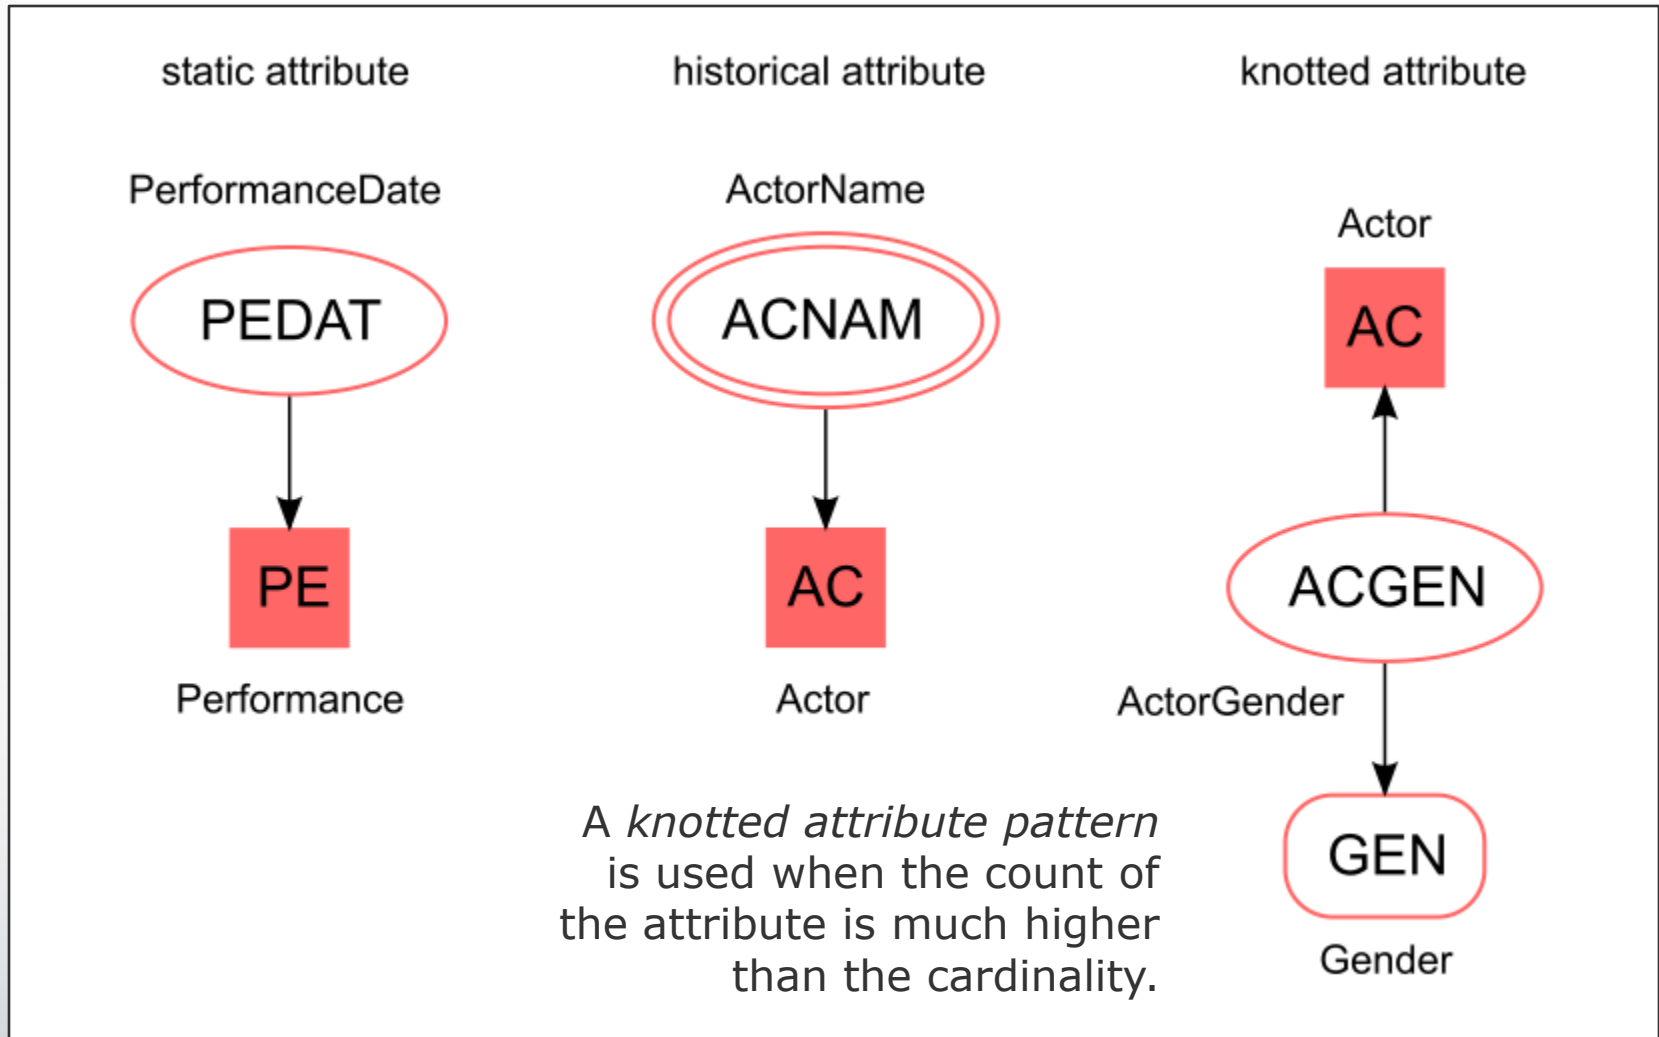 static attribute
historical attribute
knotted attribute
PerformanceDate
PEDAT
PE
Performance
ActorName
ACNAM
AC
Actor
Actor
AC
ACGEN
ActorGender
GEN
Gender
A knotted attribute pattern
is used when the count of
the attribute is much higher
than the cardinality.